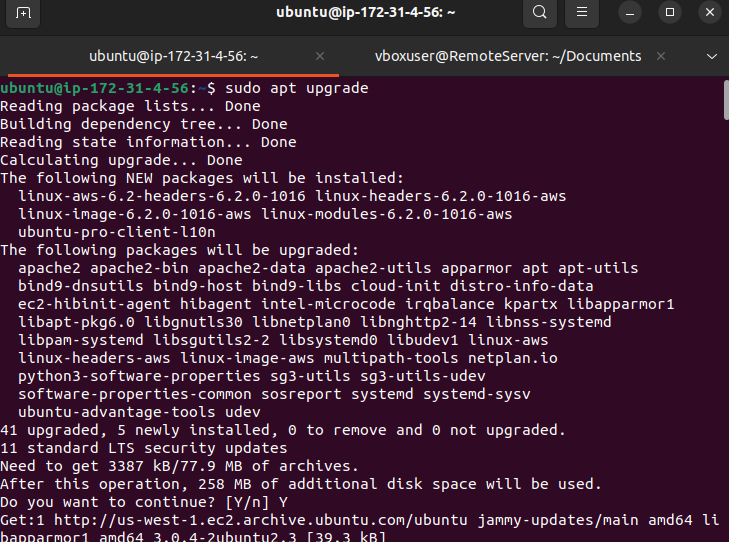 ubuntu@ip-172-31-4-56: ~
ubuntu@ip-172-31-4-56: ~ × vboxuser@RemoteServer: ~/Documents ×
ubuntu@ip-172-31-4-56:~$ sudo apt upgrade
Reading package lists... Done
Building dependency tree... Done
Reading state information... Done
Calculating upgrade... Done
The following NEW packages will be installed:
  linux-aws-6.2-headers-6.2.0-1016 linux-headers-6.2.0-1016-aws
  linux-image-6.2.0-1016-aws linux-modules-6.2.0-1016-aws
  ubuntu-pro-client-l10n
The following packages will be upgraded:
  apache2 apache2-bin apache2-data apache2-utils apparmor apt apt-utils
  bind9-dnsutils bind9-host bind9-libs cloud-init distro-info-data
  ec2-hibinit-agent hibagent intel-microcode irqbalance kpartx libapparmor1
  libapt-pkg6.0 libgnutls30 libnetplan0 libnghttp2-14 libnss-systemd
  libpam-systemd libsgutils2-2 libsystemd0 libudev1 linux-aws
  linux-headers-aws linux-image-aws multipath-tools netplan.io
  python3-software-properties sg3-utils sg3-utils-udev
  software-properties-common sosreport systemd systemd-sysv
  ubuntu-advantage-tools udev
41 upgraded, 5 newly installed, 0 to remove and 0 not upgraded.
11 standard LTS security updates
Need to get 3387 kB/77.9 MB of archives.
After this operation, 258 MB of additional disk space will be used.
Do you want to continue? [Y/n] Y
Get:1 http://us-west-1.ec2.archive.ubuntu.com/ubuntu jammy-updates/main amd64 li
bapparmor1 amd64 3.0.4-2ubuntu2.3 [39.3 kB]